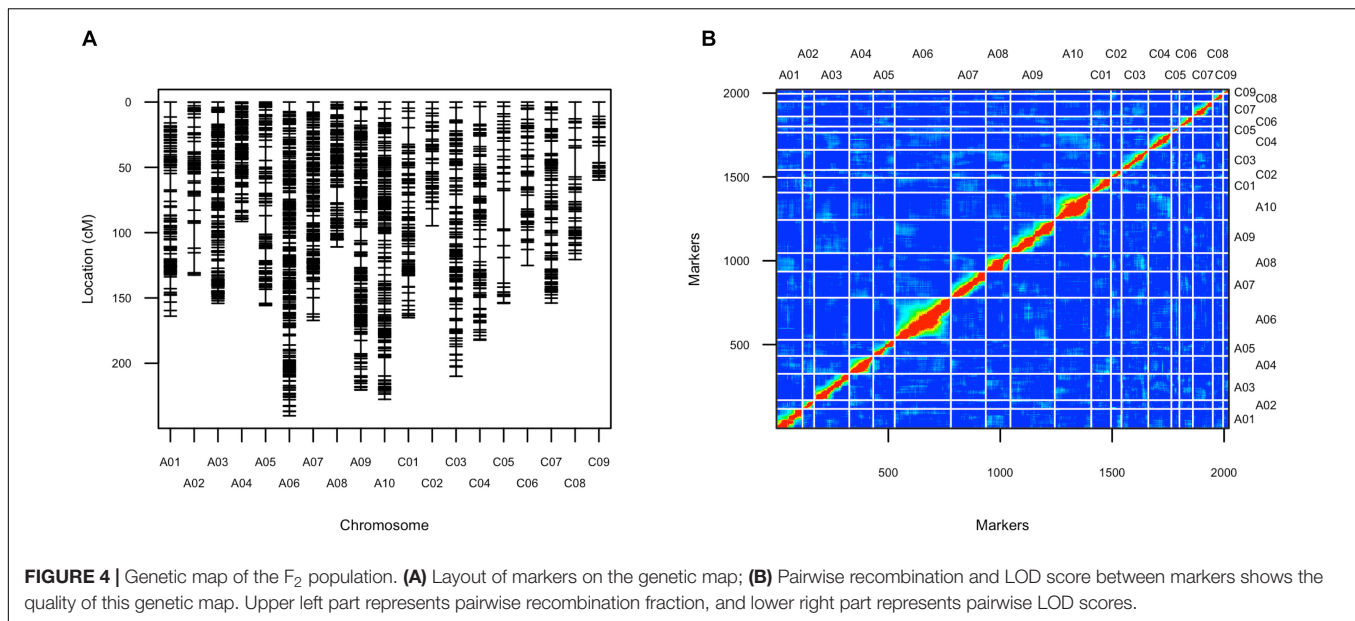 A
0
50
100
150
200
Location (cM)
A01 A03 A05 A07 A09 C01 C03 C05 C07 C09
A02 A04 A06 A08 A10 C02 C04 C06 C08
Chromosome
B
A02 A04 A06 A08 A10 C02 C04 C06 C08
A01 A03 A05 A07 A09 C01 C03 C05 C07 C09
2000
1500
1000
500
Markers
C09
C08
C07
C06
C05
C04
C03
C02
C01
A10
A09
A08
A07
A06
A05
A04
A03
A02
A01
500 1000 1500 2000
Markers
FIGURE 4 | Genetic map of the F₂ population. (A) Layout of markers on the genetic map; (B) Pairwise recombination and LOD score between markers shows the
quality of this genetic map. Upper left part represents pairwise recombination fraction, and lower right part represents pairwise LOD scores.